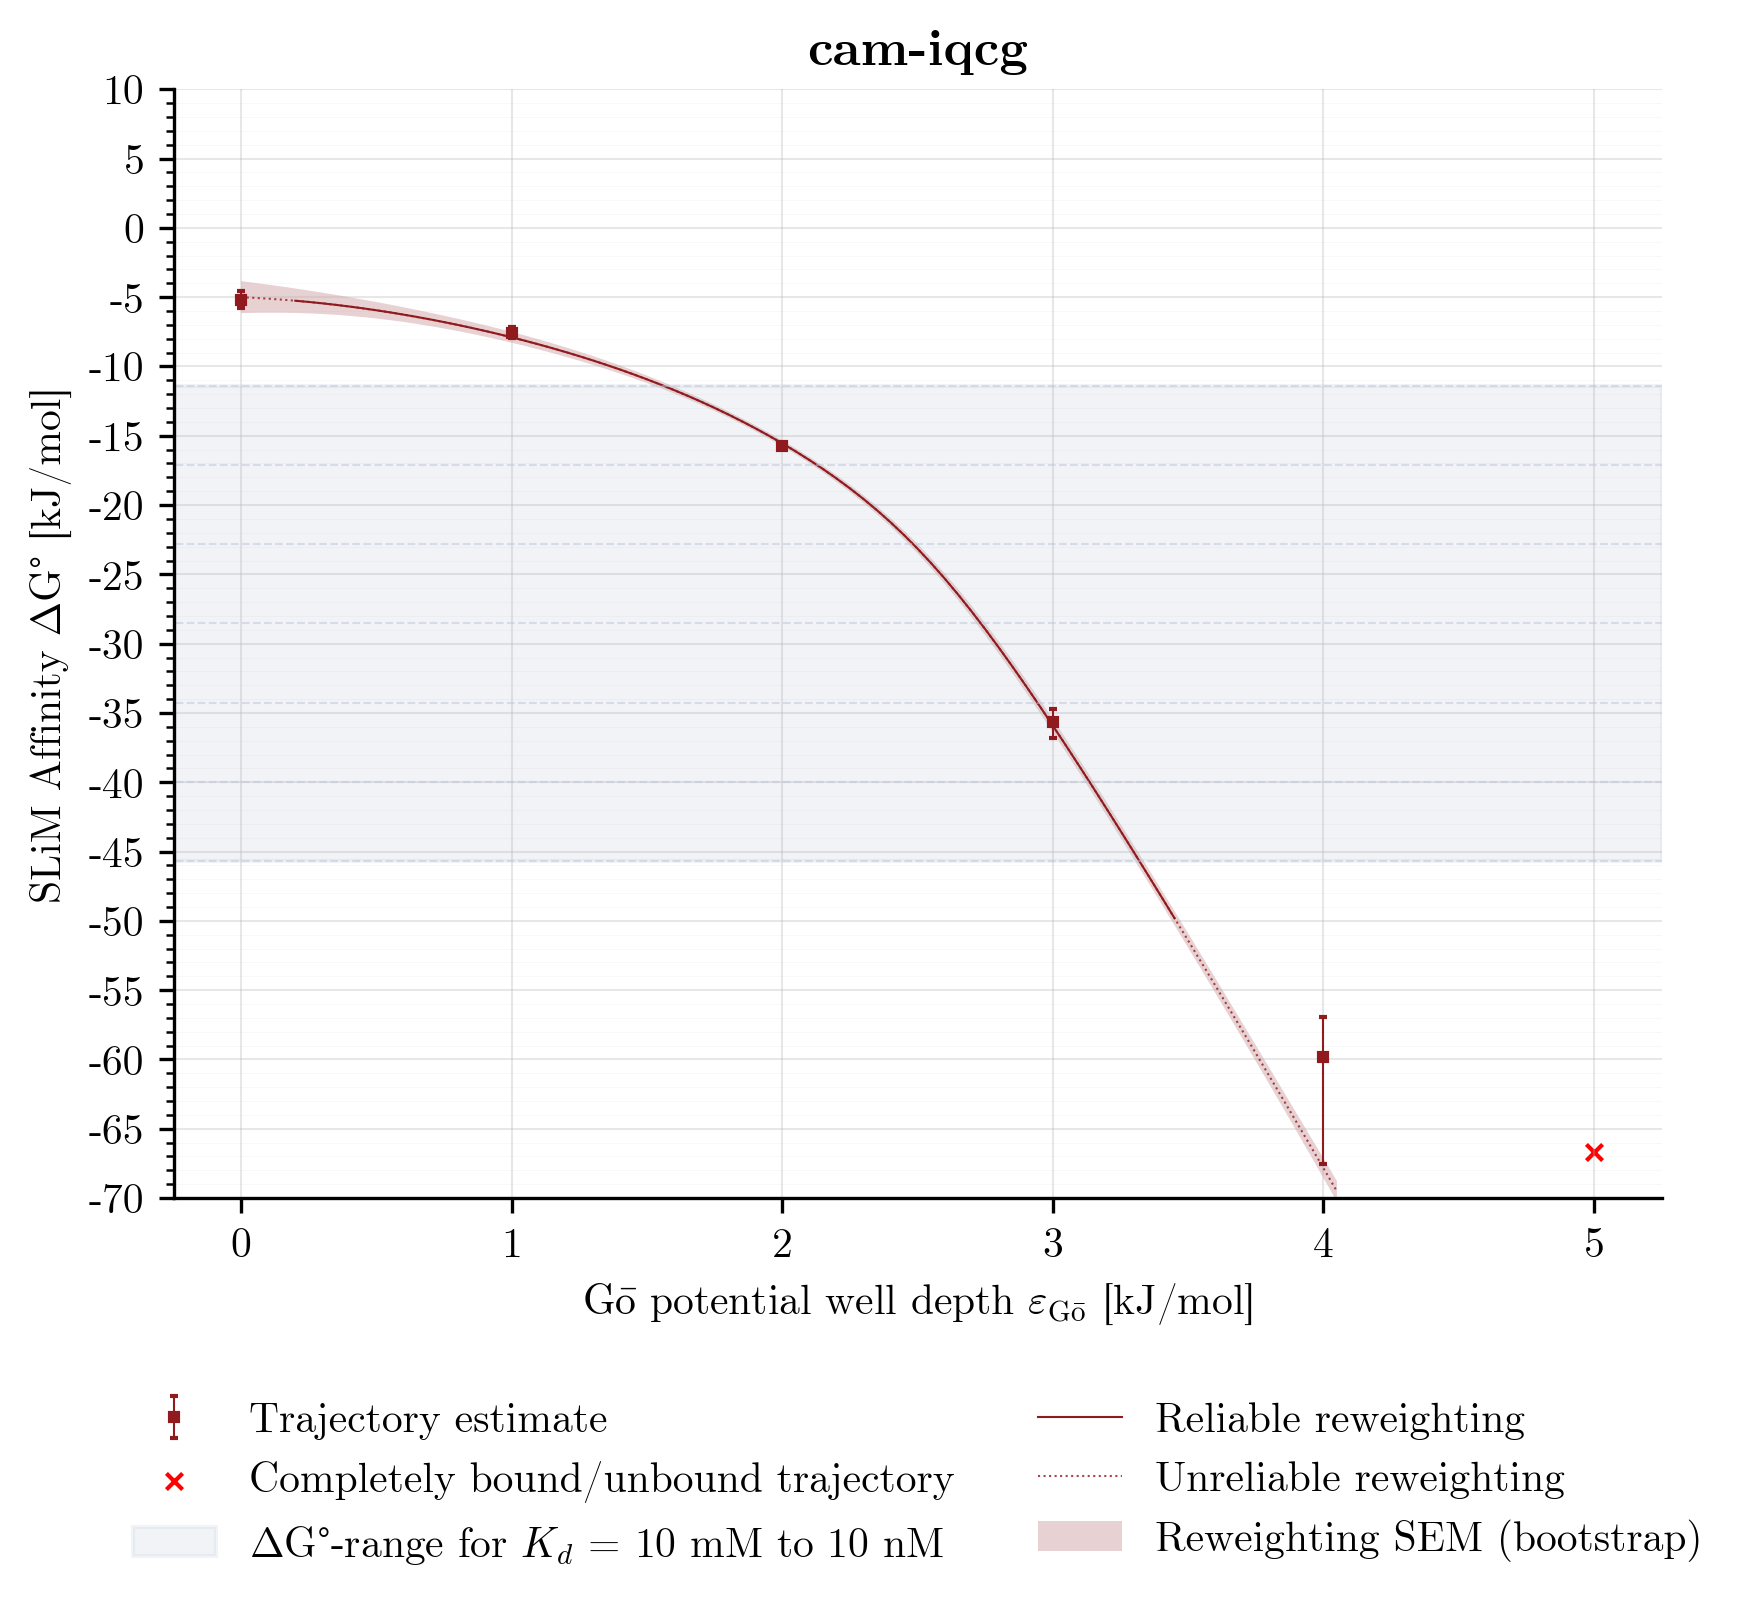 cam-iqcg
10
5
0
-5
-10
-15
-20
-25
-30
-35
-40
-45
-50
-55
-60
-65
-70
SLiM Affinity ΔG° [kJ/mol]
0 1 2 3 4 5
Gō potential well depth ε_Gō [kJ/mol]
Trajectory estimate
Completely bound/unbound trajectory
ΔG°-range for K_d = 10 mM to 10 nM
Reliable reweighting
Unreliable reweighting
Reweighting SEM (bootstrap)